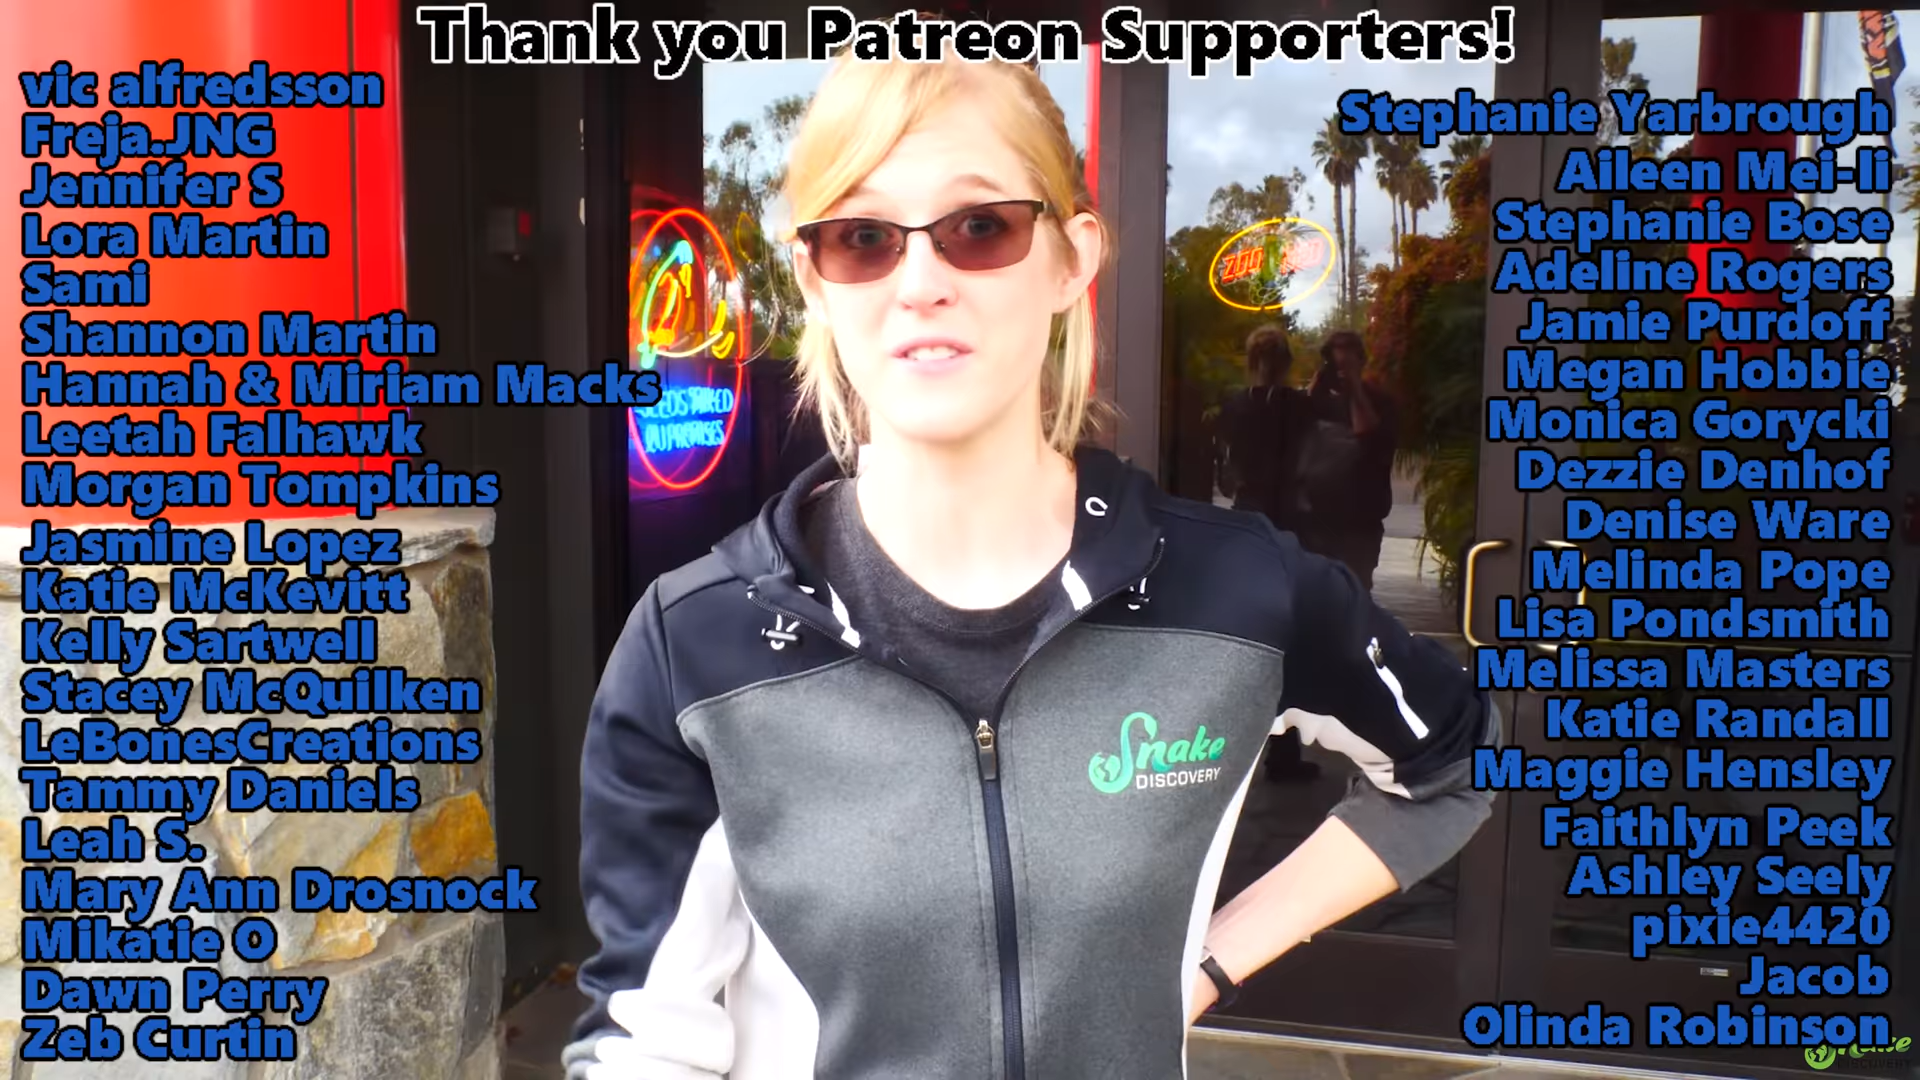 Thank you Patreon Supporters!
vic alfredsson
Freja.JNG
Jennifer S
Lora Martin
Sami
Shannon Martin
Hannah & Miriam Macks
Leetah Falhawk
Morgan Tompkins
Jasmine Lopez
Katie McKevitt
Kelly Sartwell
Stacey McQuilken
LeBonesCreations
Tammy Daniels
Leah S.
Mary Ann Drosnock
Mikatie O
Dawn Perry
Zeb Curtin
Stephanie Yarbrough
Aileen Mei-li
Stephanie Bose
Adeline Rogers
Jamie Purdoff
Megan Hobbie
Monica Gorycki
Dezzie Denhof
Denise Ware
Melinda Pope
Lisa Pondsmith
Melissa Masters
Katie Randall
Maggie Hensley
Faithlyn Peek
Ashley Seely
pixie4420
Jacob
Olinda Robinson
Snake
DISCOVERY
Snake
DISCOVERY